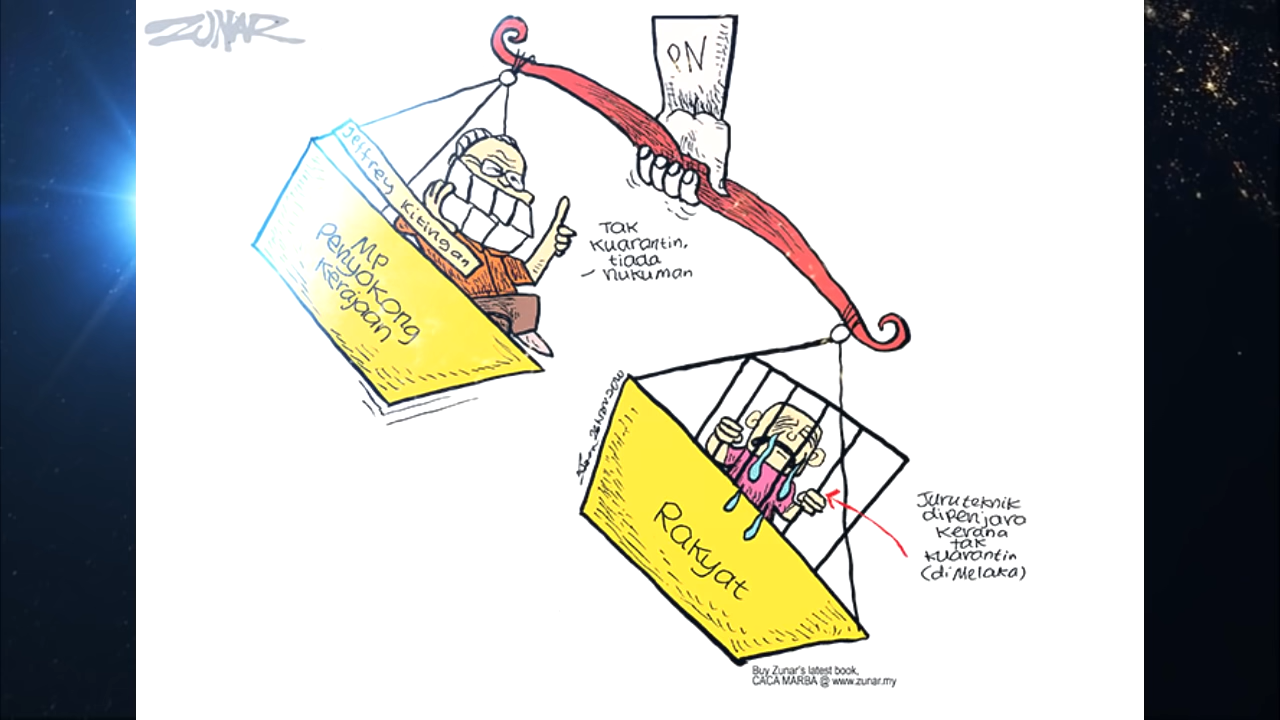 ZUNAR
PN
Jeffrey
Kitingan
Tak
kuarantin,
tiada
hukuman
MP
Penyokong
Kerajaan
Rakyat
Juruteknik
dipenjara
kerana
tak
kuarantin
(di Melaka)
Buy Zunar's latest book,
CACA MARBA @ www.zunar.my